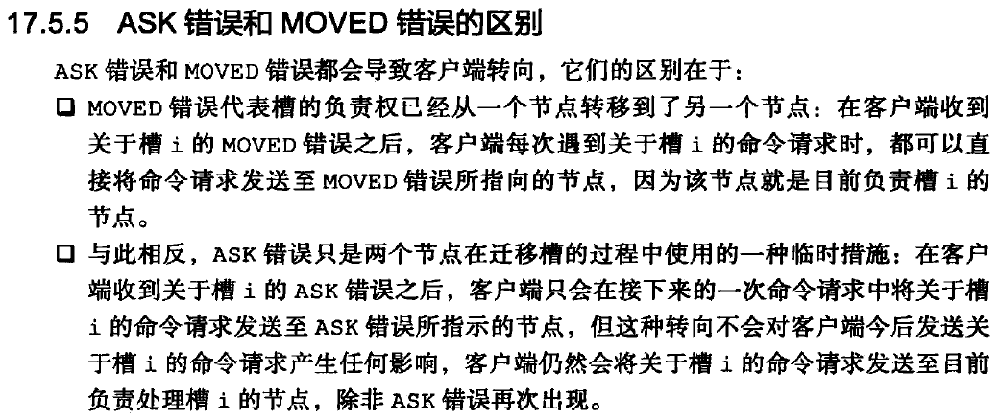 17.5.5 ASK 错误和 MOVED 错误的区别
ASK 错误和 MOVED 错误都会导致客户端转向，它们的区别在于：
❑ MOVED 错误代表槽的负责权已经从一个节点转移到了另一个节点：在客户端收到
关于槽 i 的 MOVED 错误之后，客户端每次遇到关于槽 i 的命令请求时，都可以直
接将命令请求发送至 MOVED 错误所指向的节点，因为该节点就是目前负责槽 i 的
节点。
❑ 与此相反，ASK 错误只是两个节点在迁移槽的过程中使用的一种临时措施：在客户
端收到关于槽 i 的 ASK 错误之后，客户端只会在接下来的一次命令请求中将关于槽
i 的命令请求发送至 ASK 错误所指示的节点，但这种转向不会对客户端今后发送关
于槽 i 的命令请求产生任何影响，客户端仍然会将关于槽 i 的命令请求发送至目前
负责处理槽 i 的节点，除非 ASK 错误再次出现。